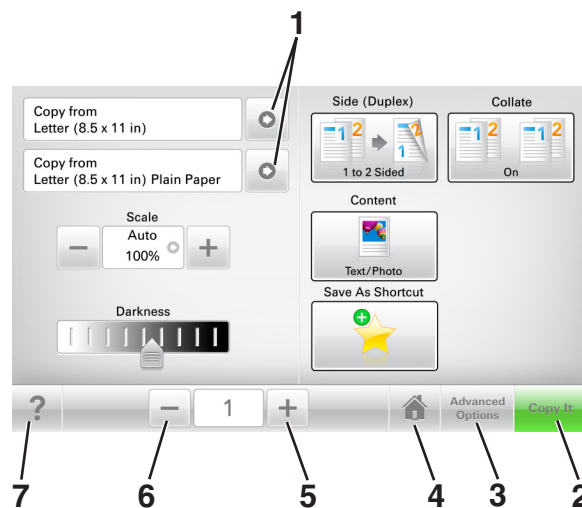 1
Copy from
Letter (8.5 x 11 in)
Copy from
Letter (8.5 x 11 in) Plain Paper
Scale
Auto
100%
Darkness
Side (Duplex)
1 2 1 2
1 to 2 Sided
Collate
1 2 1 2
On
Content
Text/Photo
Save As Shortcut
?
1
Advanced
Options
Copy It
7
6
5
4
3
2